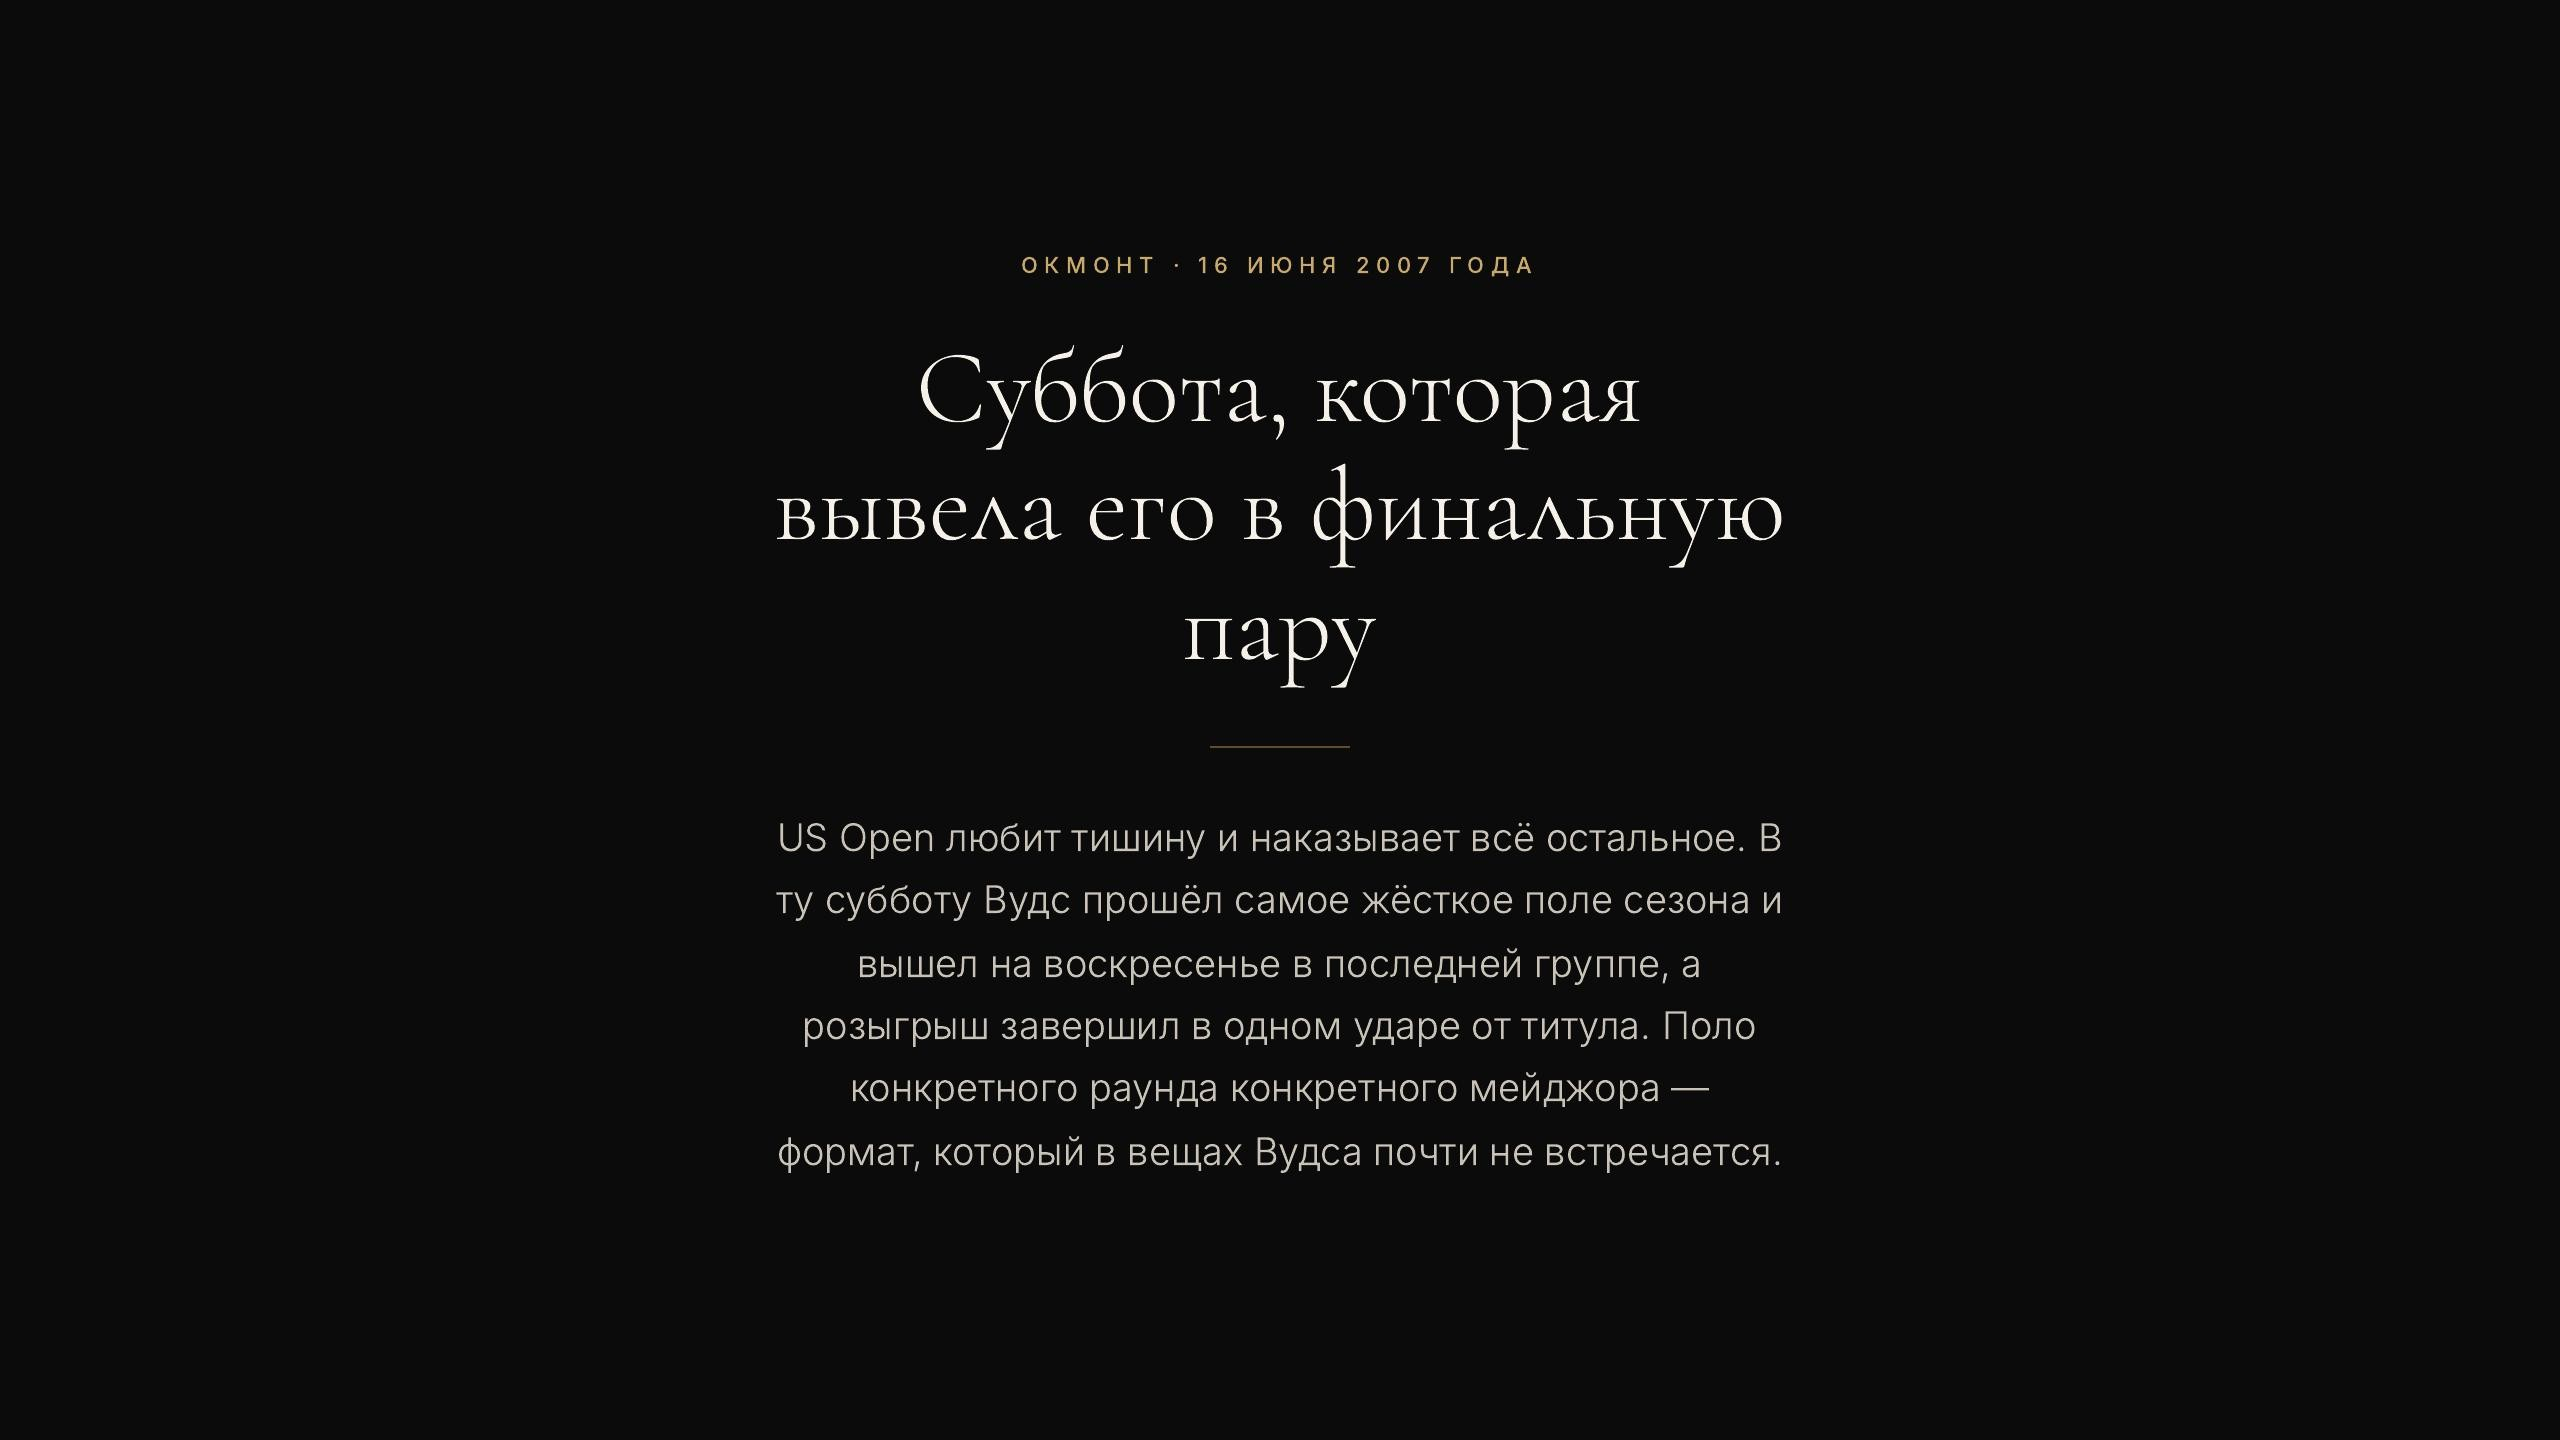 ОКМОНТ · 16 ИЮНЯ 2007 ГОДА
Суббота, которая
вывела его в финальную
пару
US Open любит тишину и наказывает всё остальное. В
ту субботу Вудс прошёл самое жёсткое поле сезона и
вышел на воскресенье в последней группе, а
розыгрыш завершил в одном ударе от титула. Поло
конкретного раунда конкретного мейджора —
формат, который в вещах Вудса почти не встречается.